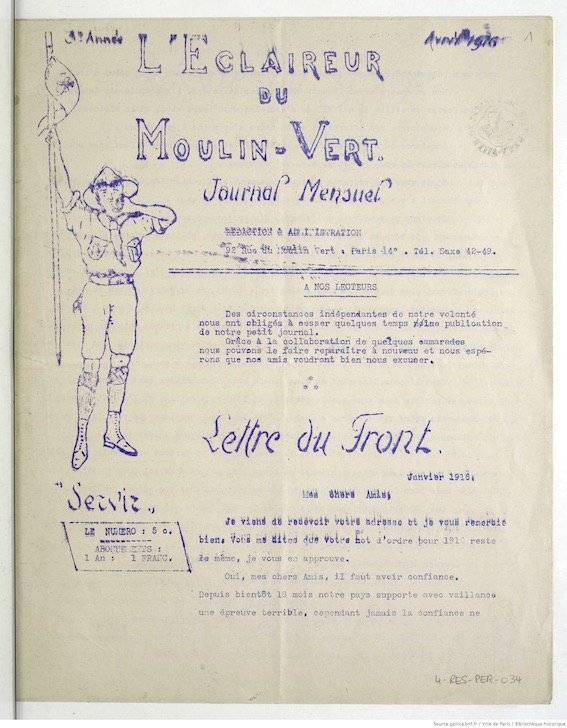 3e Année
Avril 1916
1
L'ECLAIREUR
DU
MOULIN-VERT.
Journal Mensuel
REDACTION & ADMINISTRATION
92 Rue du Moulin Vert : Paris 14° . Tél. Saxe 42-49.
A NOS LECTEURS
Des circonstances indépendantes de notre volonté
nous ont obligés à cesser quelques temps publication
de notre petit journal.
Grâce à la collaboration de quelques camarades
nous pouvons le faire reparaître à nouveau et nous espé-
rons que nos amis voudront bien nous excuser.
Lettre du Front.
Janvier 1916.
Mes Chers Amis,
Je viens de recevoir votre adresse et je vous remercie
bien. Vous me dites que votre mot d'ordre pour 191 reste
le même, je vous en approuve.
Oui, mes chers Amis, il faut avoir confiance.
Depuis bientôt 18 mois notre pays supporte avec vaillance
une épreuve terrible, cependant jamais la confiance ne
"Servir"
LE NUMERO : 5 c.
ABONNEMENTS :
1 An : 1 FRANC.
4-RES-PER-034
Source gallica.bnf.fr / Ville de Paris / Bibliothèque historique